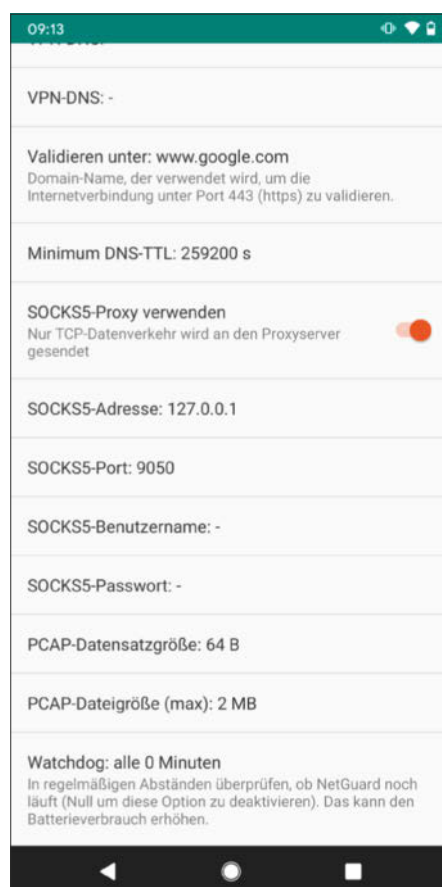 09:13
VPN-DNS: -
Validieren unter: www.google.com
Domain-Name, der verwendet wird, um die
Internetverbindung unter Port 443 (https) zu validieren.
Minimum DNS-TTL: 259200 s
SOCKS5-Proxy verwenden
Nur TCP-Datenverkehr wird an den Proxyserver
gesendet
SOCKS5-Adresse: 127.0.0.1
SOCKS5-Port: 9050
SOCKS5-Benutzername: -
SOCKS5-Passwort: -
PCAP-Datensatzgröße: 64 B
PCAP-Dateigröße (max): 2 MB
Watchdog: alle 0 Minuten
In regelmäßigen Abständen überprüfen, ob NetGuard noch
läuft (Null um diese Option zu deaktivieren). Das kann den
Batterieverbrauch erhöhen.